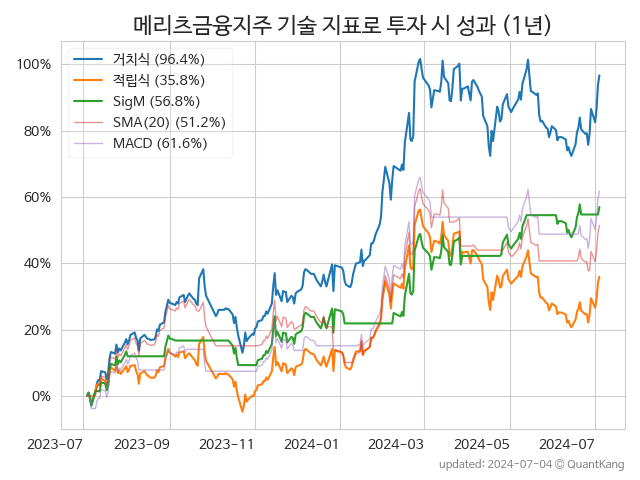 메리츠금융지주 기술 지표로 투자 시 성과 (1년)
거치식 (96.4%)
적립식 (35.8%)
SigM (56.8%)
SMA(20) (51.2%)
MACD (61.6%)
100%
80%
60%
40%
20%
0%
2023-07 2023-09 2023-11 2024-01 2024-03 2024-05 2024-07
updated: 2024-07-04 © QuantKang